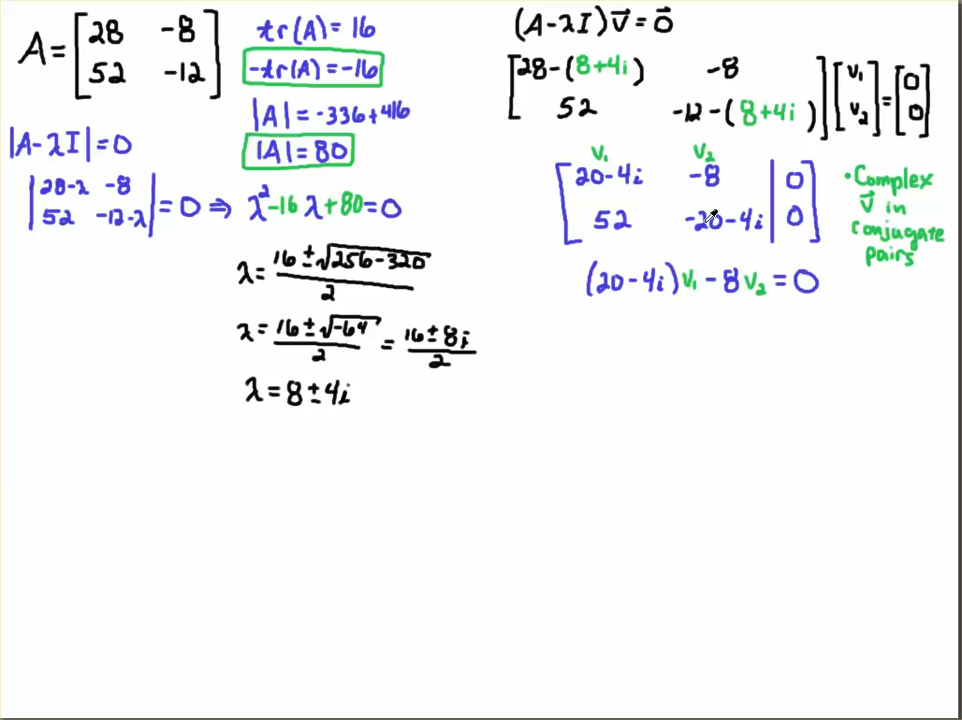 A = [ 28 -8
52 -12 ]
tr(A) = 16
-tr(A) = -16
|A| = -336 + 416
|A| = 80
|A - λI| = 0
| 28-λ -8
52 -12-λ | = 0 ⇒ λ² - 16λ + 80 = 0
λ = (16 ± √(256 - 320)) / 2
λ = (16 ± √(-64)) / 2 = (16 ± 8i) / 2
λ = 8 ± 4i
(A - λI) v⃗ = 0⃗
[ 28 - (8+4i) -8
52 -12 - (8+4i) ] [ v₁ v₂ ] = [ 0 0 ]
v₁ v₂
[ 20-4i -8 | 0
52 -20-4i | 0 ]
• Complex
v⃗ in
conjugate
pairs
(20 - 4i)v₁ - 8v₂ = 0